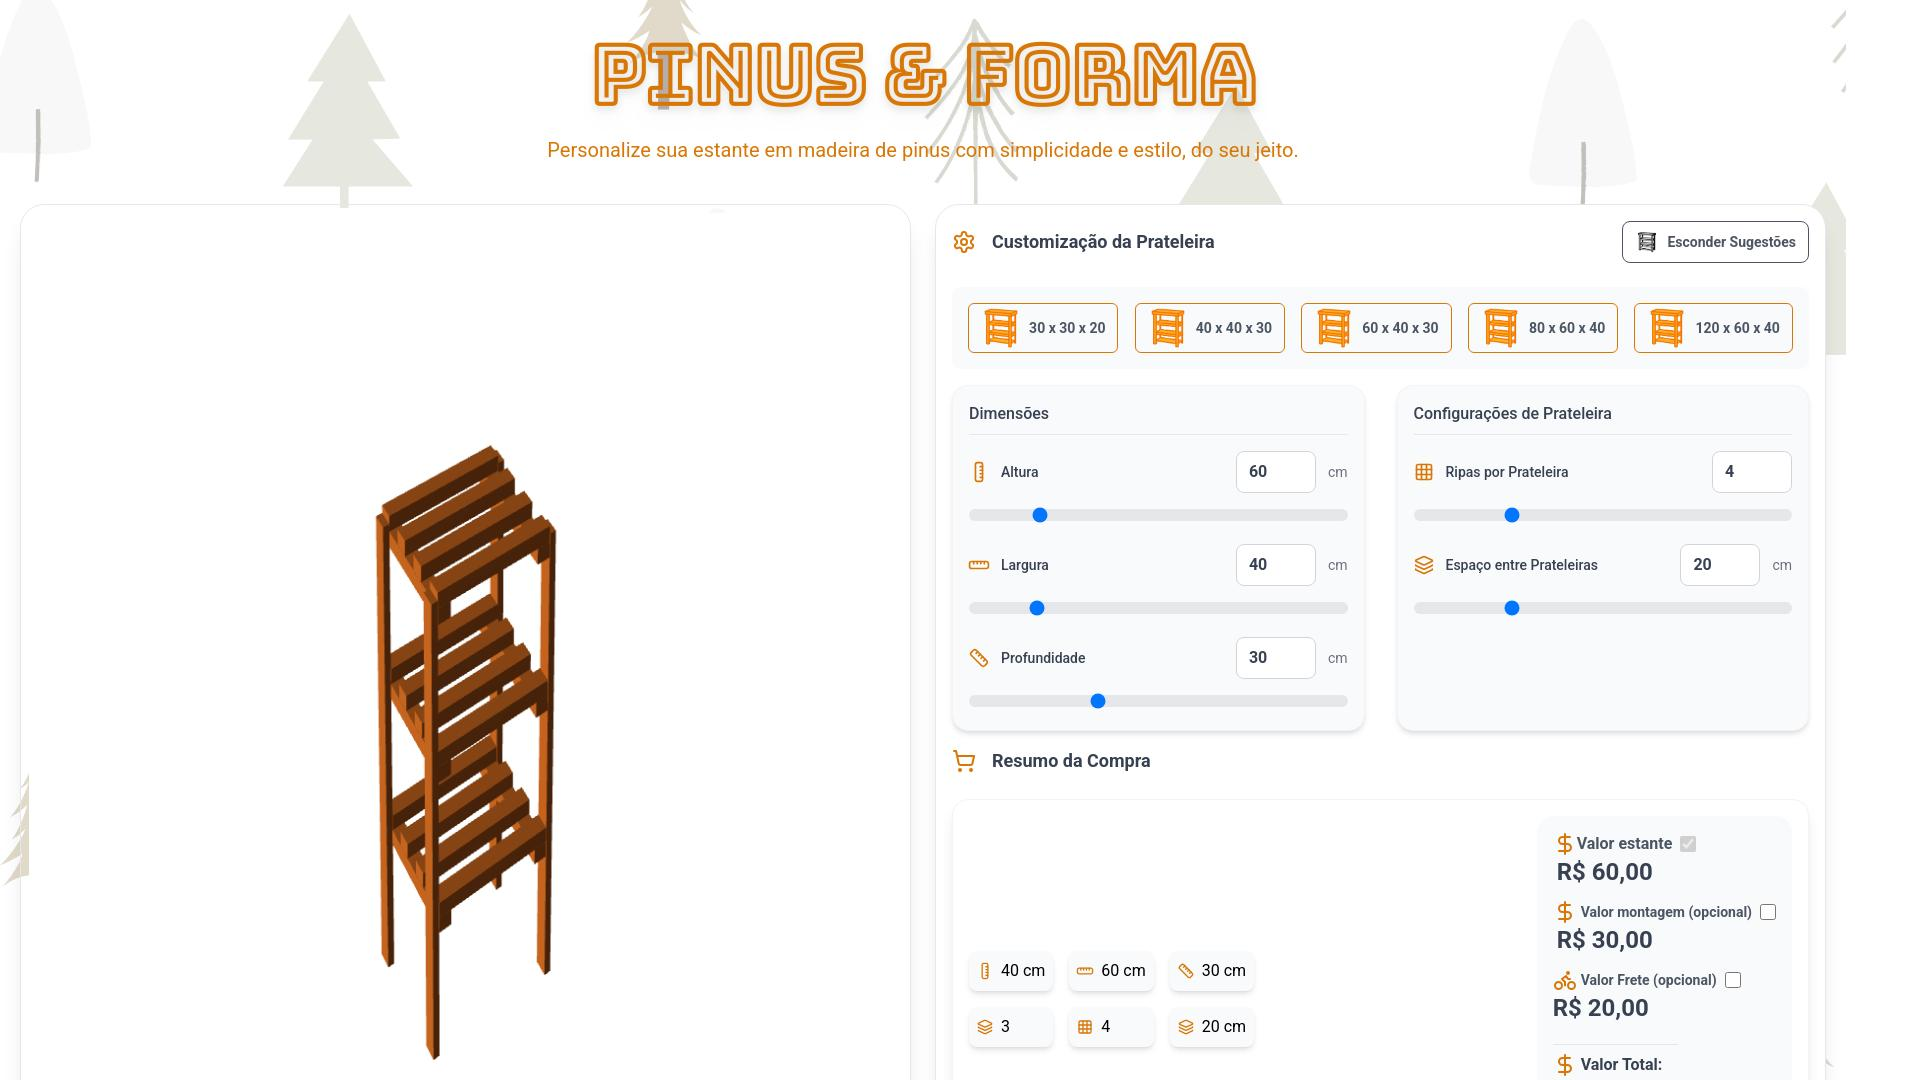 PINUS & FORMA
Personalize sua estante em madeira de pinus com simplicidade e estilo, do seu jeito.
Customização da Prateleira
Esconder Sugestões
30 x 30 x 20
40 x 40 x 30
60 x 40 x 30
80 x 60 x 40
120 x 60 x 40
Dimensões
Altura
60
cm
Largura
40
cm
Profundidade
30
cm
Configurações de Prateleira
Ripas por Prateleira
4
Espaço entre Prateleiras
20
cm
Resumo da Compra
40 cm
60 cm
30 cm
3
4
20 cm
Valor estante
R$ 60,00
Valor montagem (opcional)
R$ 30,00
Valor Frete (opcional)
R$ 20,00
Valor Total: